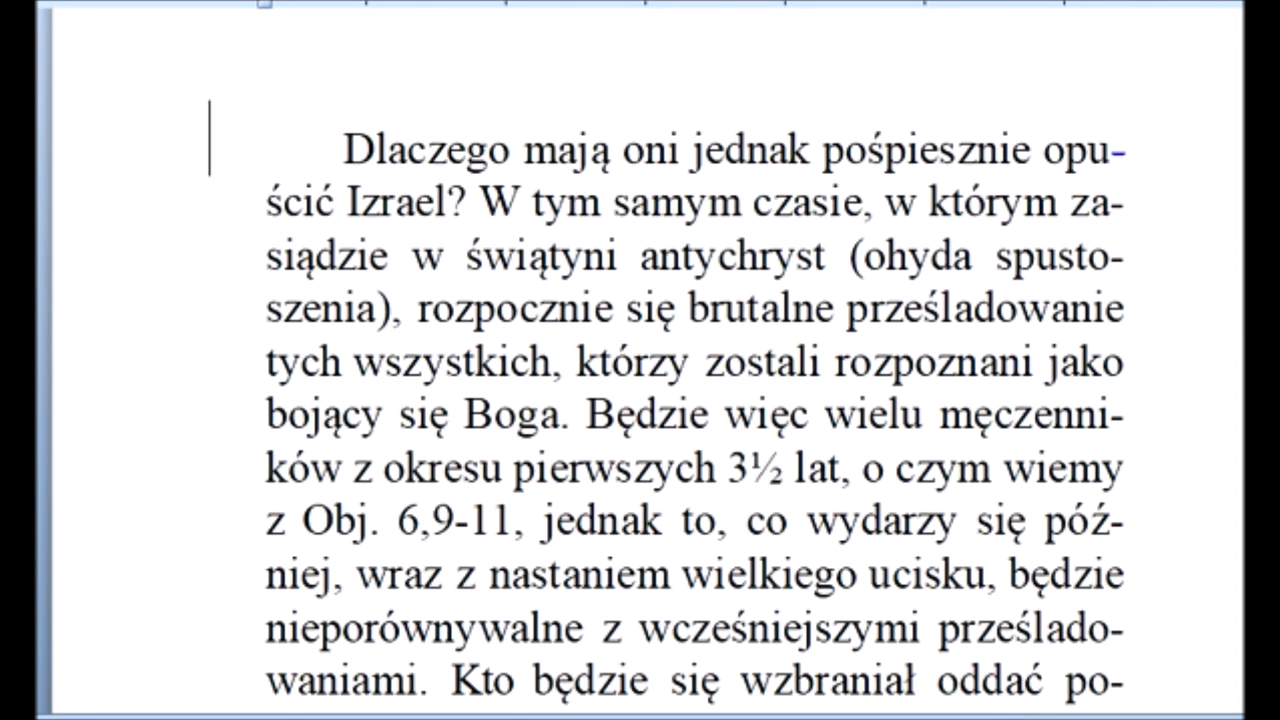 Dlaczego mają oni jednak pośpiesznie opu-
ścić Izrael? W tym samym czasie, w którym za-
siądzie w świątyni antychryst (ohyda spusto-
szenia), rozpocznie się brutalne prześladowanie
tych wszystkich, którzy zostali rozpoznani jako
bojący się Boga. Będzie więc wielu męczenni-
ków z okresu pierwszych 3½ lat, o czym wiemy
z Obj. 6,9-11, jednak to, co wydarzy się póź-
niej, wraz z nastaniem wielkiego ucisku, będzie
nieporównywalne z wcześniejszymi prześlado-
waniami. Kto będzie się wzbraniał oddać po-